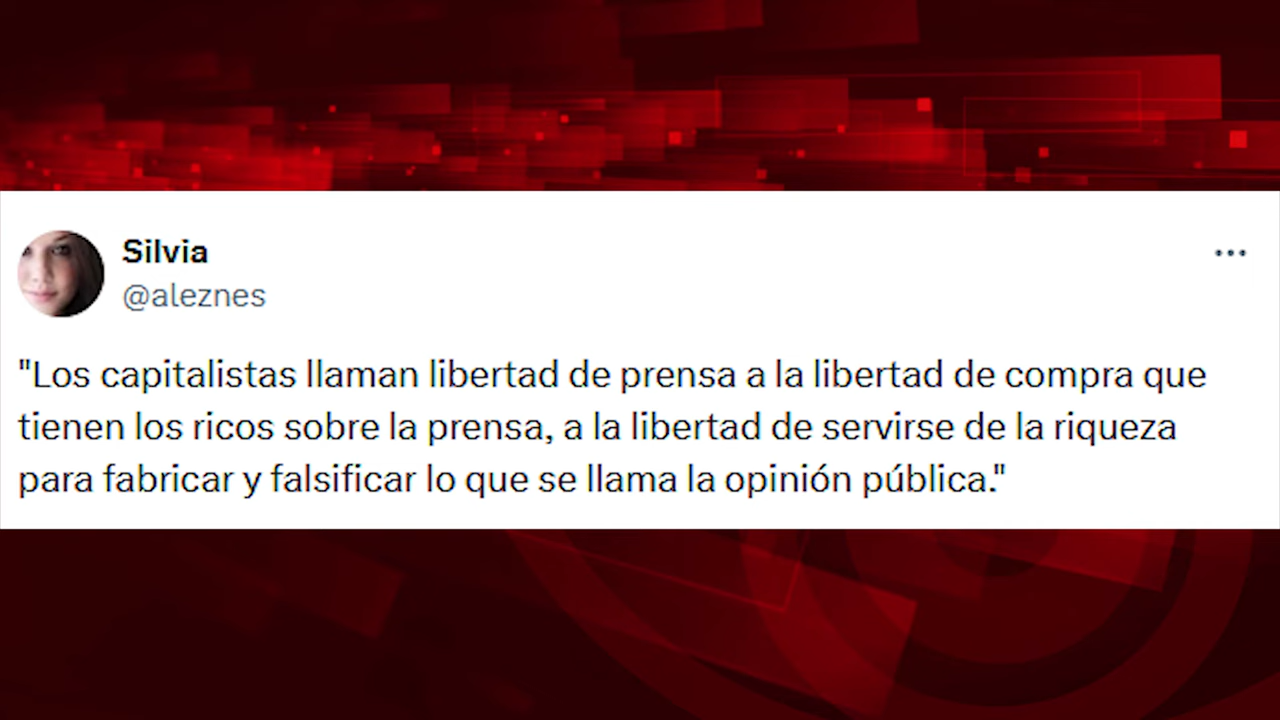 Silvia
@aleznes
"Los capitalistas llaman libertad de prensa a la libertad de compra que
tienen los ricos sobre la prensa, a la libertad de servirse de la riqueza
para fabricar y falsificar lo que se llama la opinión pública."